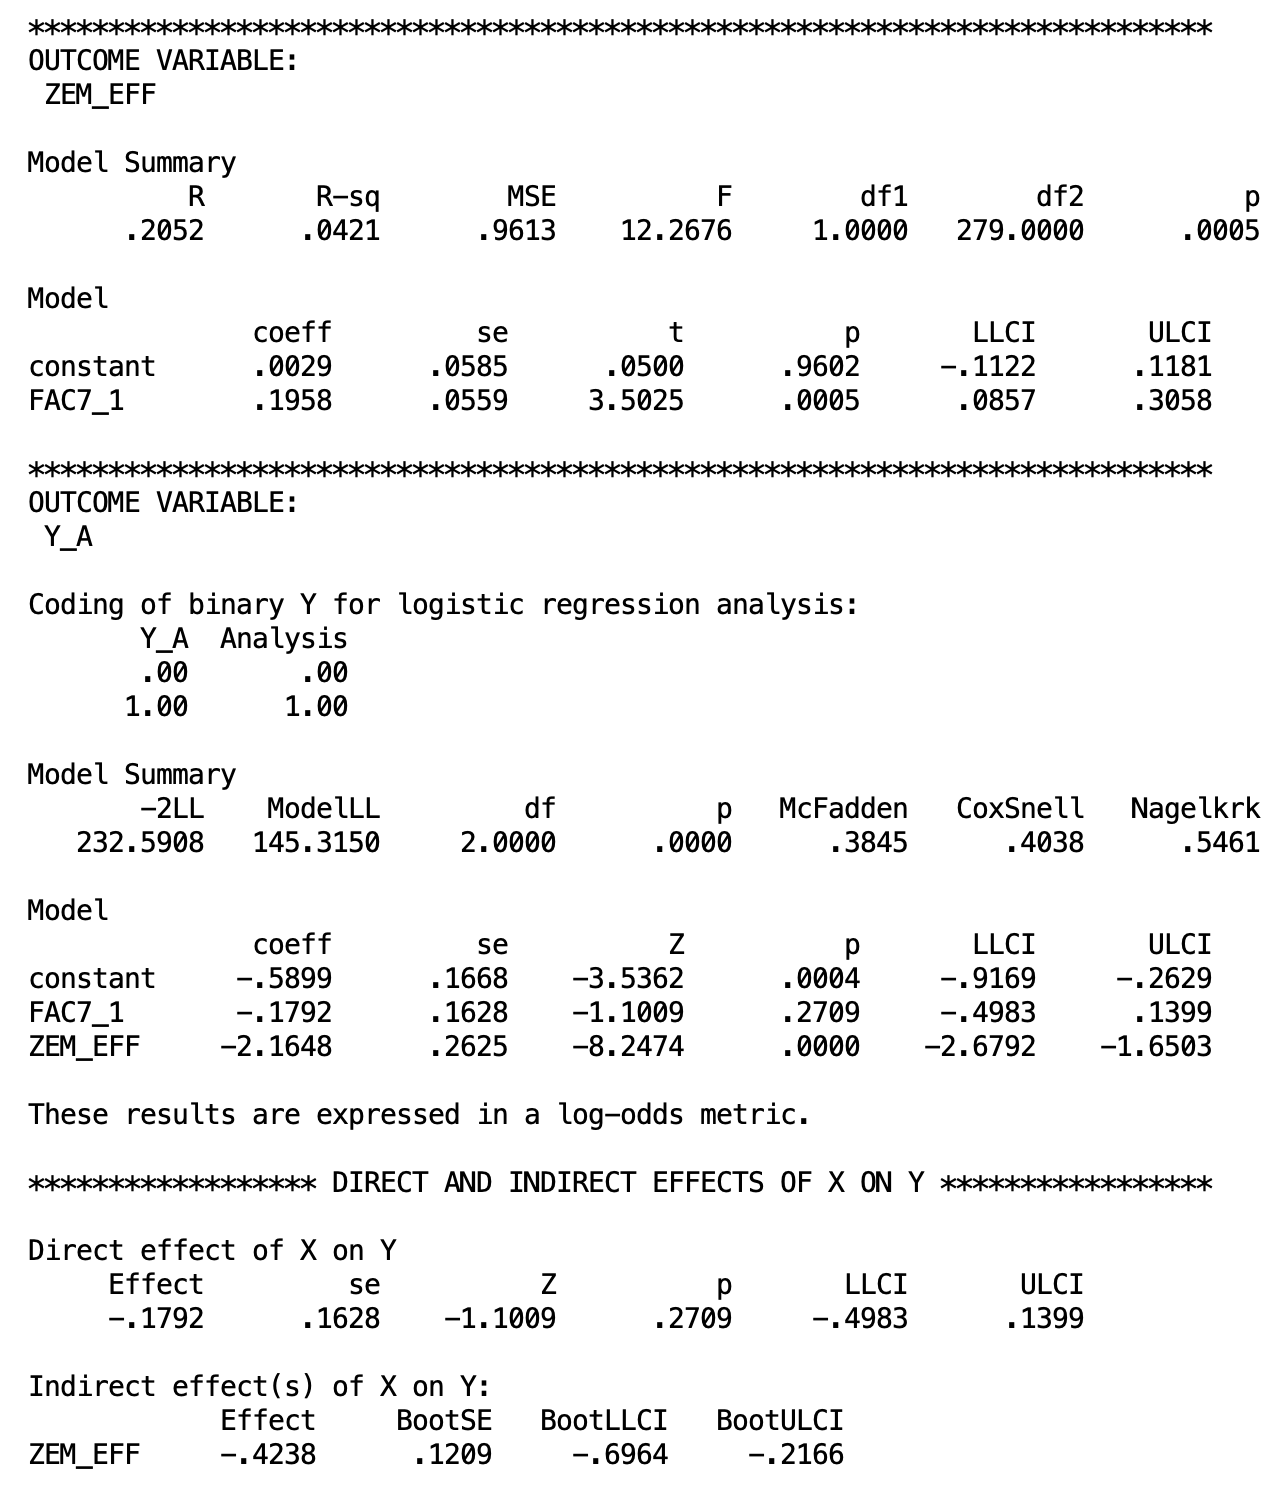 **************************************************************************
OUTCOME VARIABLE:
ZEM_EFF
Model Summary
R R-sq MSE F df1 df2 p
.2052 .0421 .9613 12.2676 1.0000 279.0000 .0005
Model
coeff se t p LLCI ULCI
constant .0029 .0585 .0500 .9602 -.1122 .1181
FAC7_1 .1958 .0559 3.5025 .0005 .0857 .3058
**************************************************************************
OUTCOME VARIABLE:
Y_A
Coding of binary Y for logistic regression analysis:
Y_A Analysis
.00 .00
1.00 1.00
Model Summary
-2LL ModelLL df p McFadden CoxSnell Nagelkrk
232.5908 145.3150 2.0000 .0000 .3845 .4038 .5461
Model
coeff se Z p LLCI ULCI
constant -.5899 .1668 -3.5362 .0004 -.9169 -.2629
FAC7_1 -.1792 .1628 -1.1009 .2709 -.4983 .1399
ZEM_EFF -2.1648 .2625 -8.2474 .0000 -2.6792 -1.6503
These results are expressed in a log-odds metric.
****************** DIRECT AND INDIRECT EFFECTS OF X ON Y *****************
Direct effect of X on Y
Effect se Z p LLCI ULCI
-.1792 .1628 -1.1009 .2709 -.4983 .1399
Indirect effect(s) of X on Y:
Effect BootSE BootLLCI BootULCI
ZEM_EFF -.4238 .1209 -.6964 -.2166